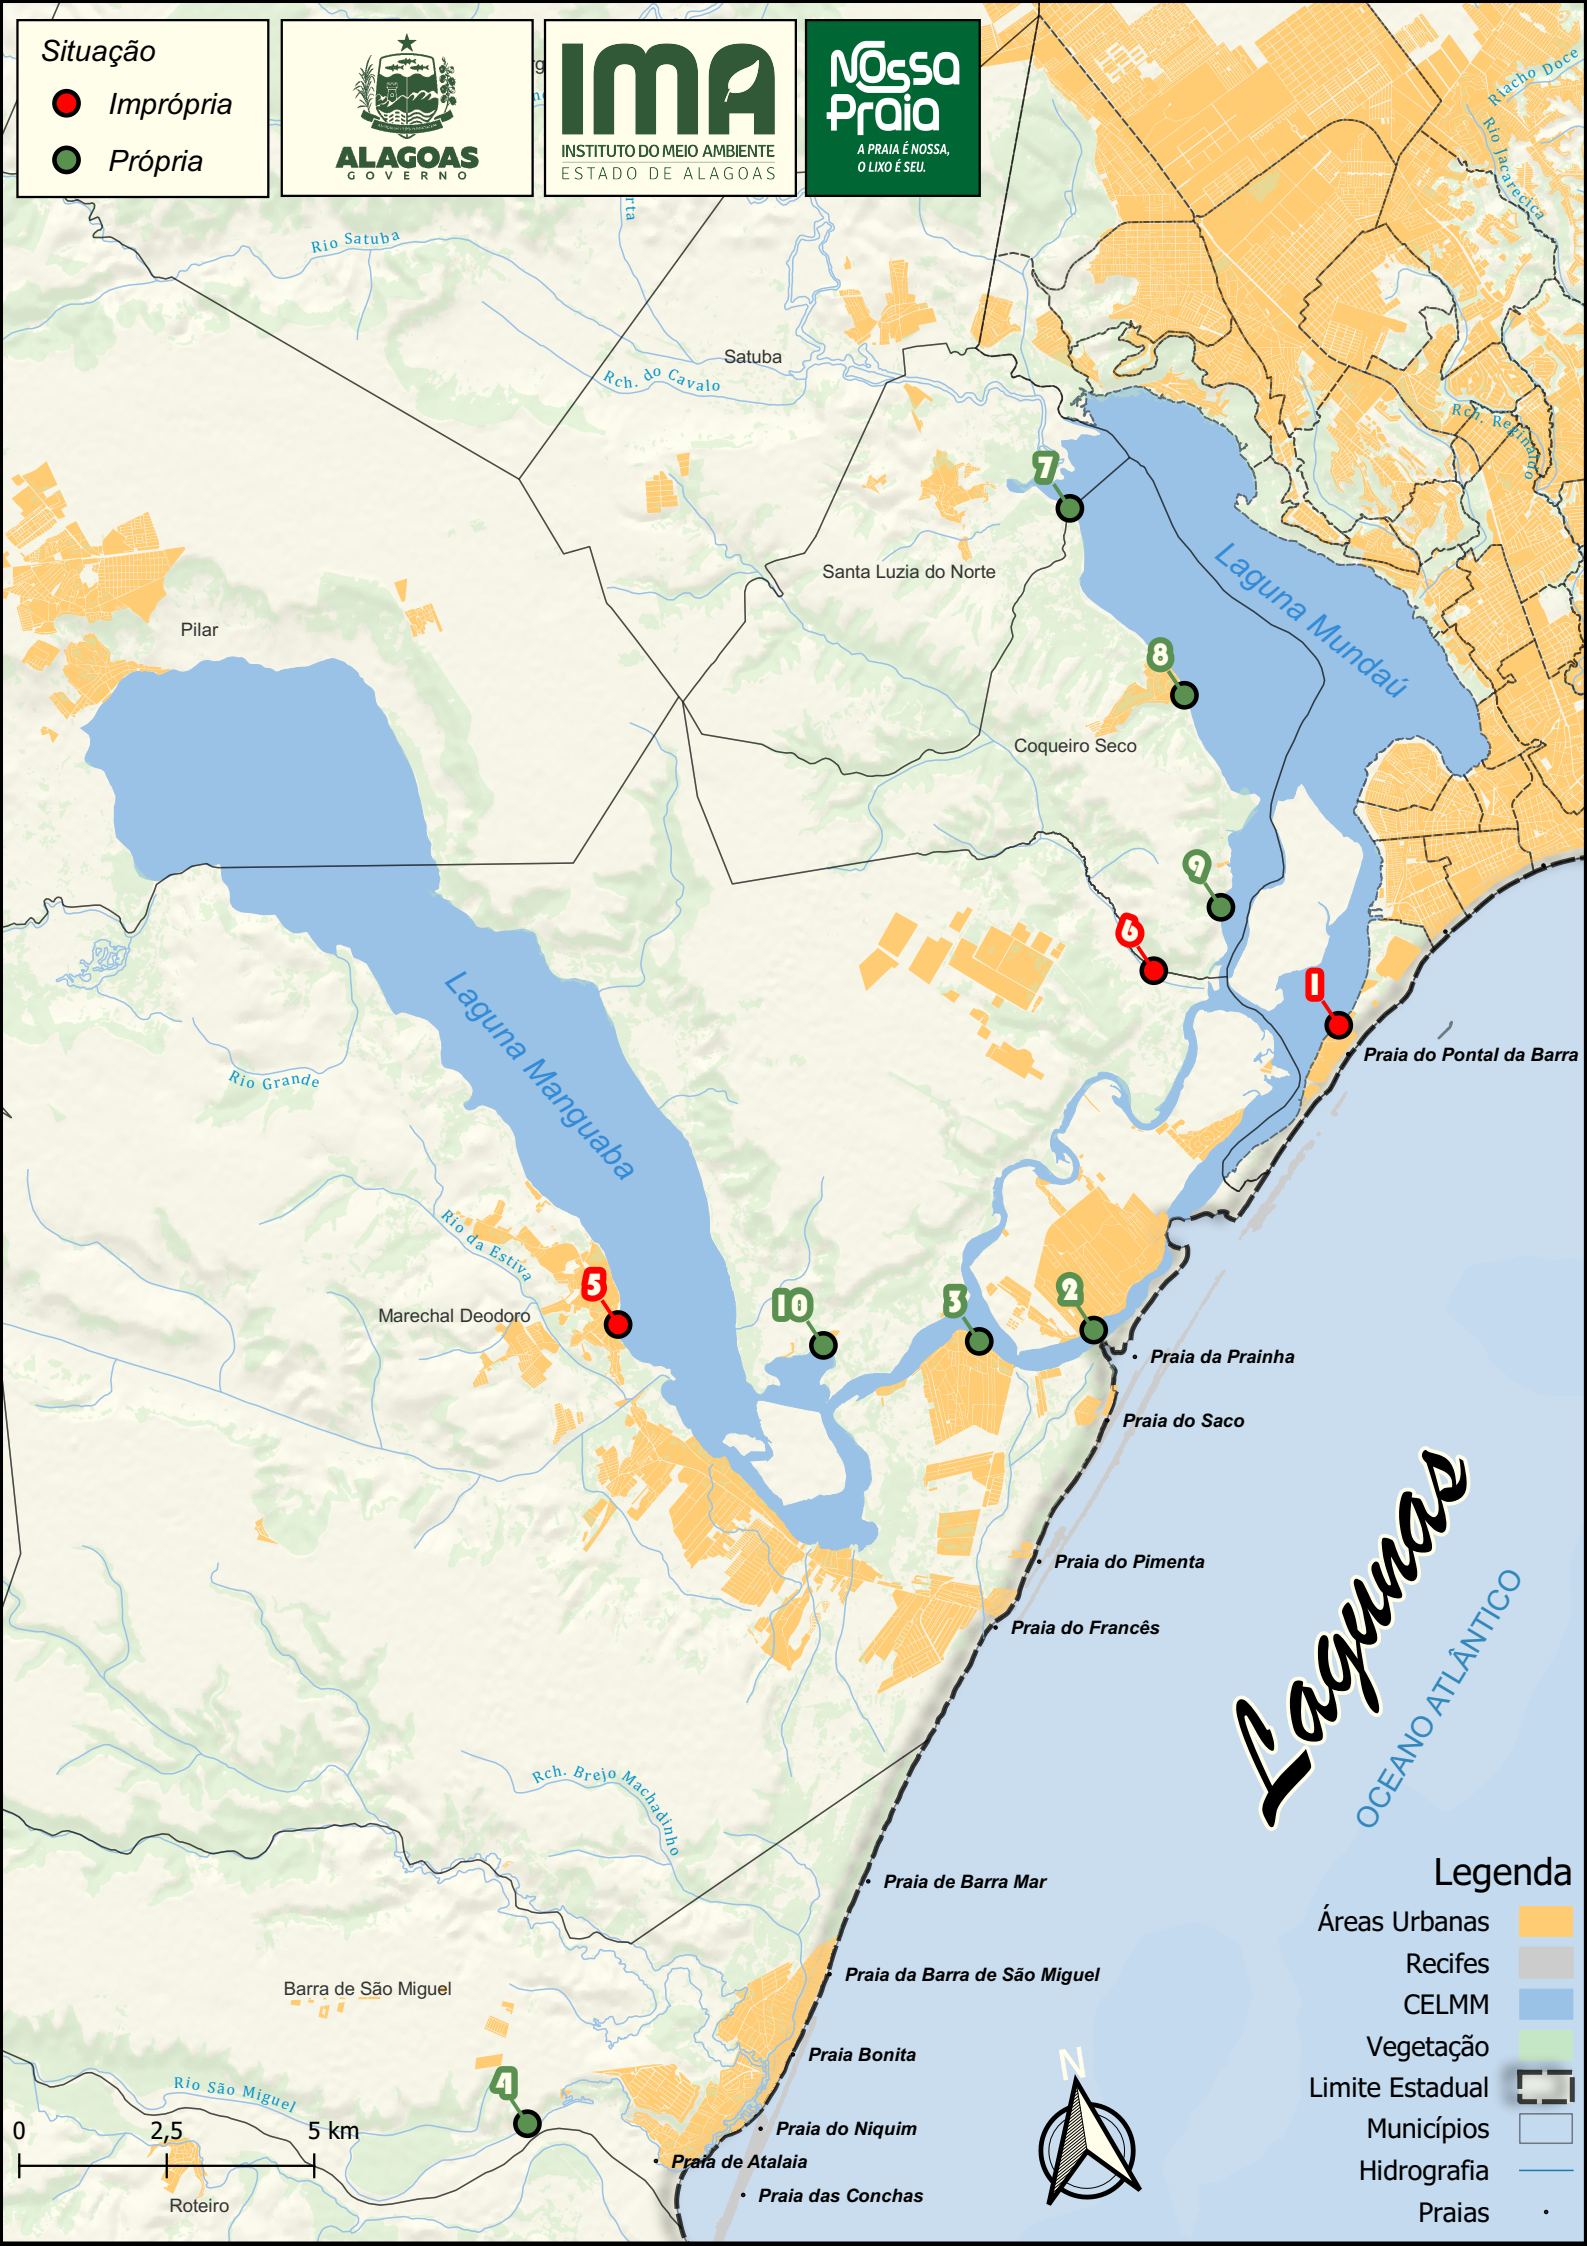 Situação
Imprópria
Própria
ALAGOAS
GOVERNO
IMA
INSTITUTO DO MEIO AMBIENTE
ESTADO DE ALAGOAS
Nossa
Praia
A PRAIA É NOSSA,
O LIXO É SEU.
Riacho Doce
Rio Jacarecica
Rio Satuba
Satuba
Rch. do Cavalo
Rch. Reginaldo
7
Santa Luzia do Norte
Laguna Mundaú
Pilar
8
Coqueiro Seco
9
6
1
Laguna Manguaba
Praia do Pontal da Barra
Rio Grande
Rio da Estiva
5
10
3
2
Marechal Deodoro
Praia da Prainha
Praia do Saco
Praia do Pimenta
Praia do Francês
Lagunas
OCEANO ATLÂNTICO
Rch. Brejo Machadinho
Praia de Barra Mar
Praia da Barra de São Miguel
Barra de São Miguel
Praia Bonita
4
Rio São Miguel
Praia do Niquim
Praia de Atalaia
Praia das Conchas
Roteiro
0 2,5 5 km
N
Legenda
Áreas Urbanas
Recifes
CELMM
Vegetação
Limite Estadual
Municípios
Hidrografia
Praias